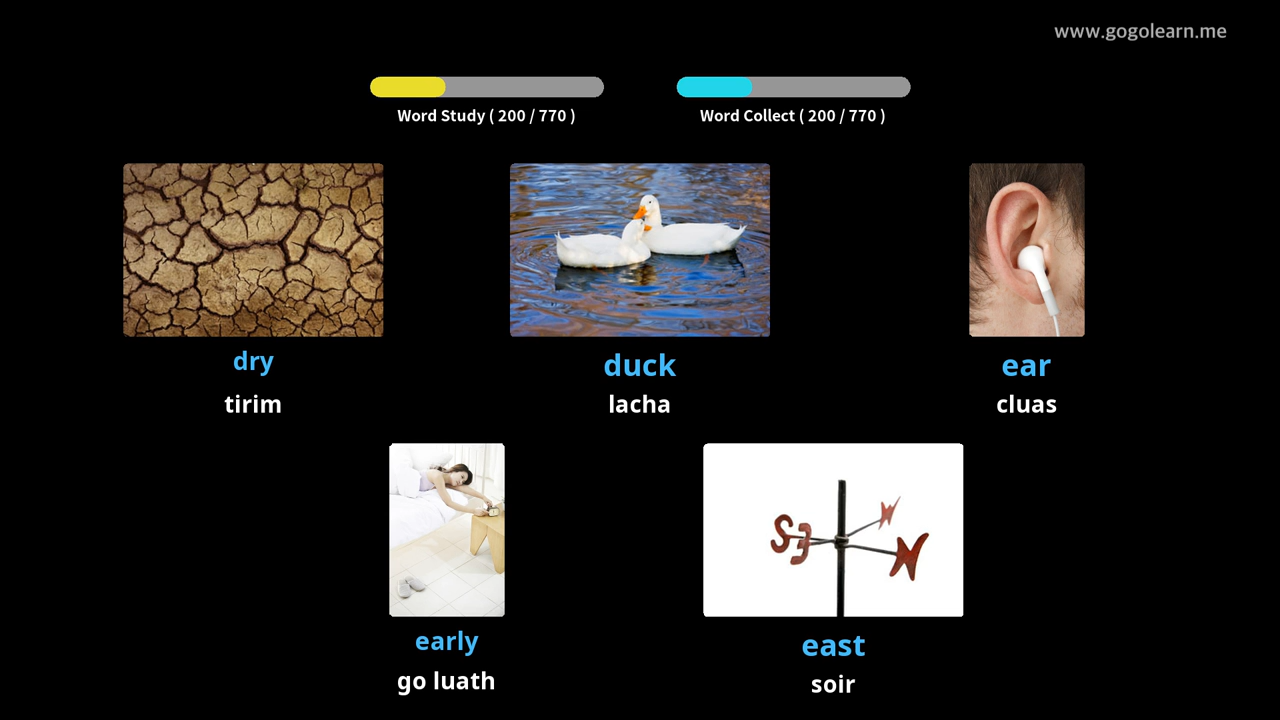 www.gogolearn.me
Word Study ( 200 / 770 )
Word Collect ( 200 / 770 )
dry
tirim
duck
lacha
ear
cluas
early
go luath
east
soir